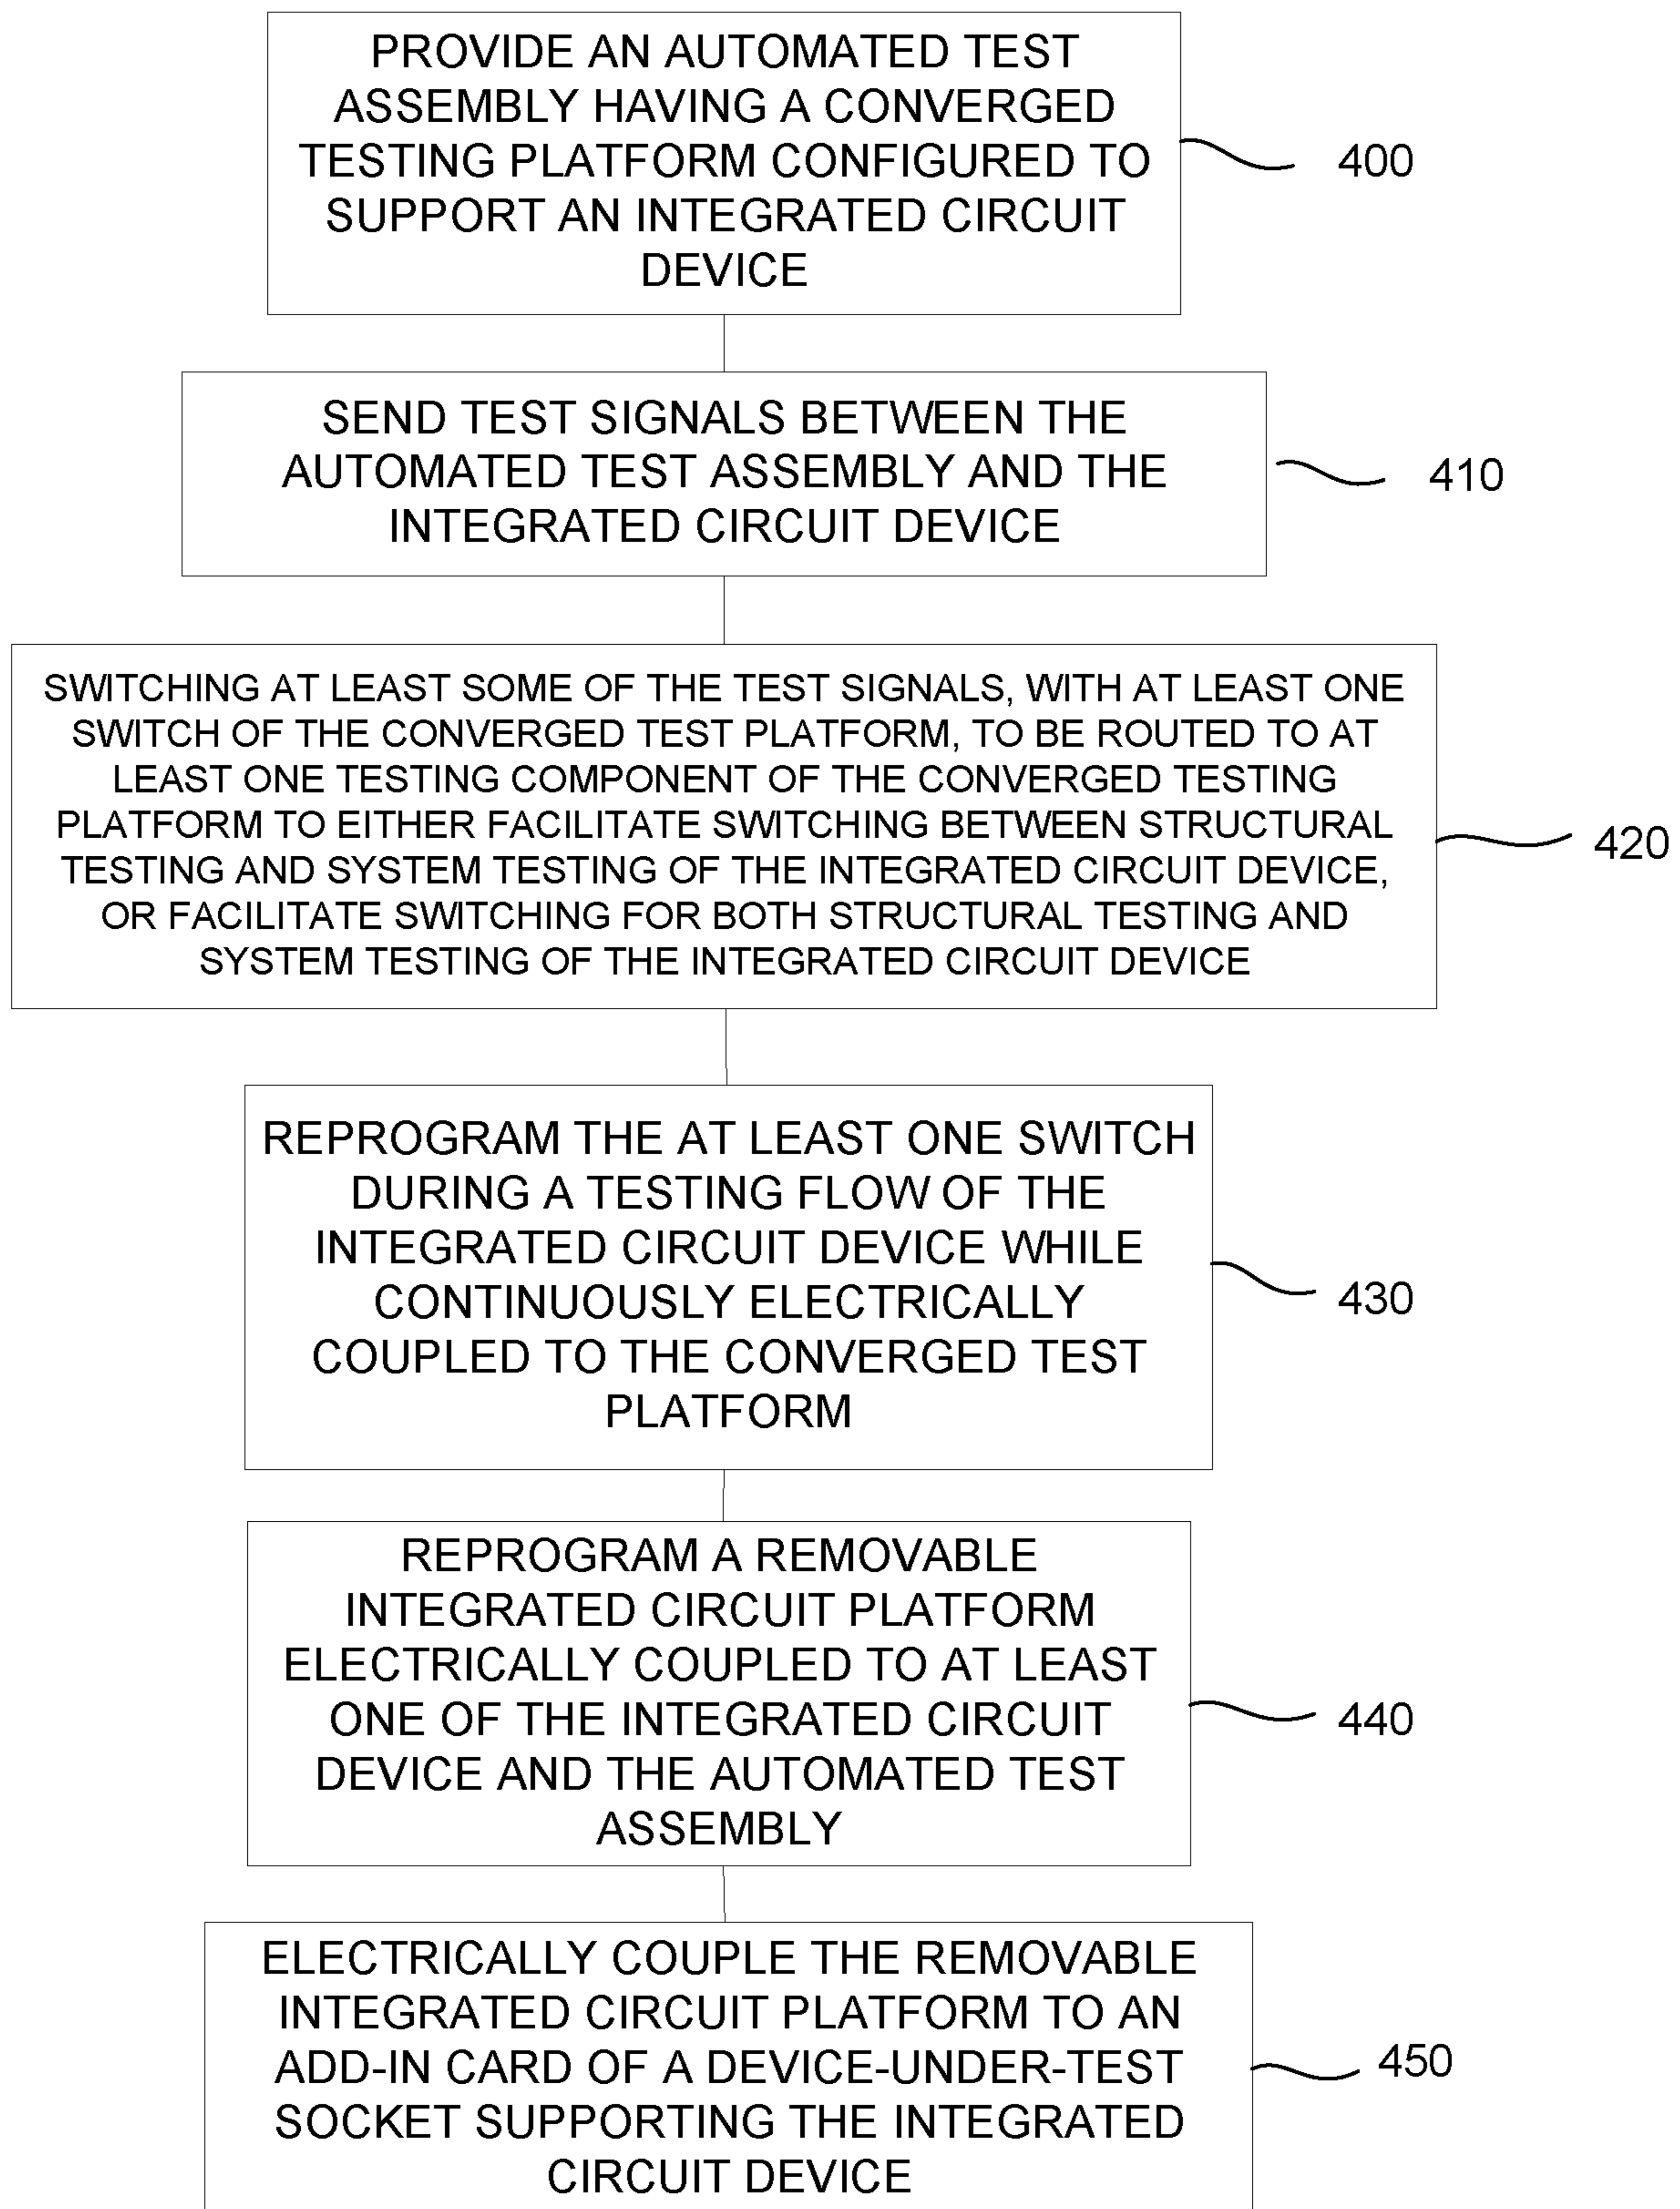 PROVIDE AN AUTOMATED TEST
ASSEMBLY HAVING A CONVERGED
TESTING PLATFORM CONFIGURED TO
SUPPORT AN INTEGRATED CIRCUIT
DEVICE
400
SEND TEST SIGNALS BETWEEN THE
AUTOMATED TEST ASSEMBLY AND THE
INTEGRATED CIRCUIT DEVICE
410
SWITCHING AT LEAST SOME OF THE TEST SIGNALS, WITH AT LEAST ONE
SWITCH OF THE CONVERGED TEST PLATFORM, TO BE ROUTED TO AT
LEAST ONE TESTING COMPONENT OF THE CONVERGED TESTING
PLATFORM TO EITHER FACILITATE SWITCHING BETWEEN STRUCTURAL
TESTING AND SYSTEM TESTING OF THE INTEGRATED CIRCUIT DEVICE,
OR FACILITATE SWITCHING FOR BOTH STRUCTURAL TESTING AND
SYSTEM TESTING OF THE INTEGRATED CIRCUIT DEVICE
420
REPROGRAM THE AT LEAST ONE SWITCH
DURING A TESTING FLOW OF THE
INTEGRATED CIRCUIT DEVICE WHILE
CONTINUOUSLY ELECTRICALLY
COUPLED TO THE CONVERGED TEST
PLATFORM
430
REPROGRAM A REMOVABLE
INTEGRATED CIRCUIT PLATFORM
ELECTRICALLY COUPLED TO AT LEAST
ONE OF THE INTEGRATED CIRCUIT
DEVICE AND THE AUTOMATED TEST
ASSEMBLY
440
ELECTRICALLY COUPLE THE REMOVABLE
INTEGRATED CIRCUIT PLATFORM TO AN
ADD-IN CARD OF A DEVICE-UNDER-TEST
SOCKET SUPPORTING THE INTEGRATED
CIRCUIT DEVICE
450